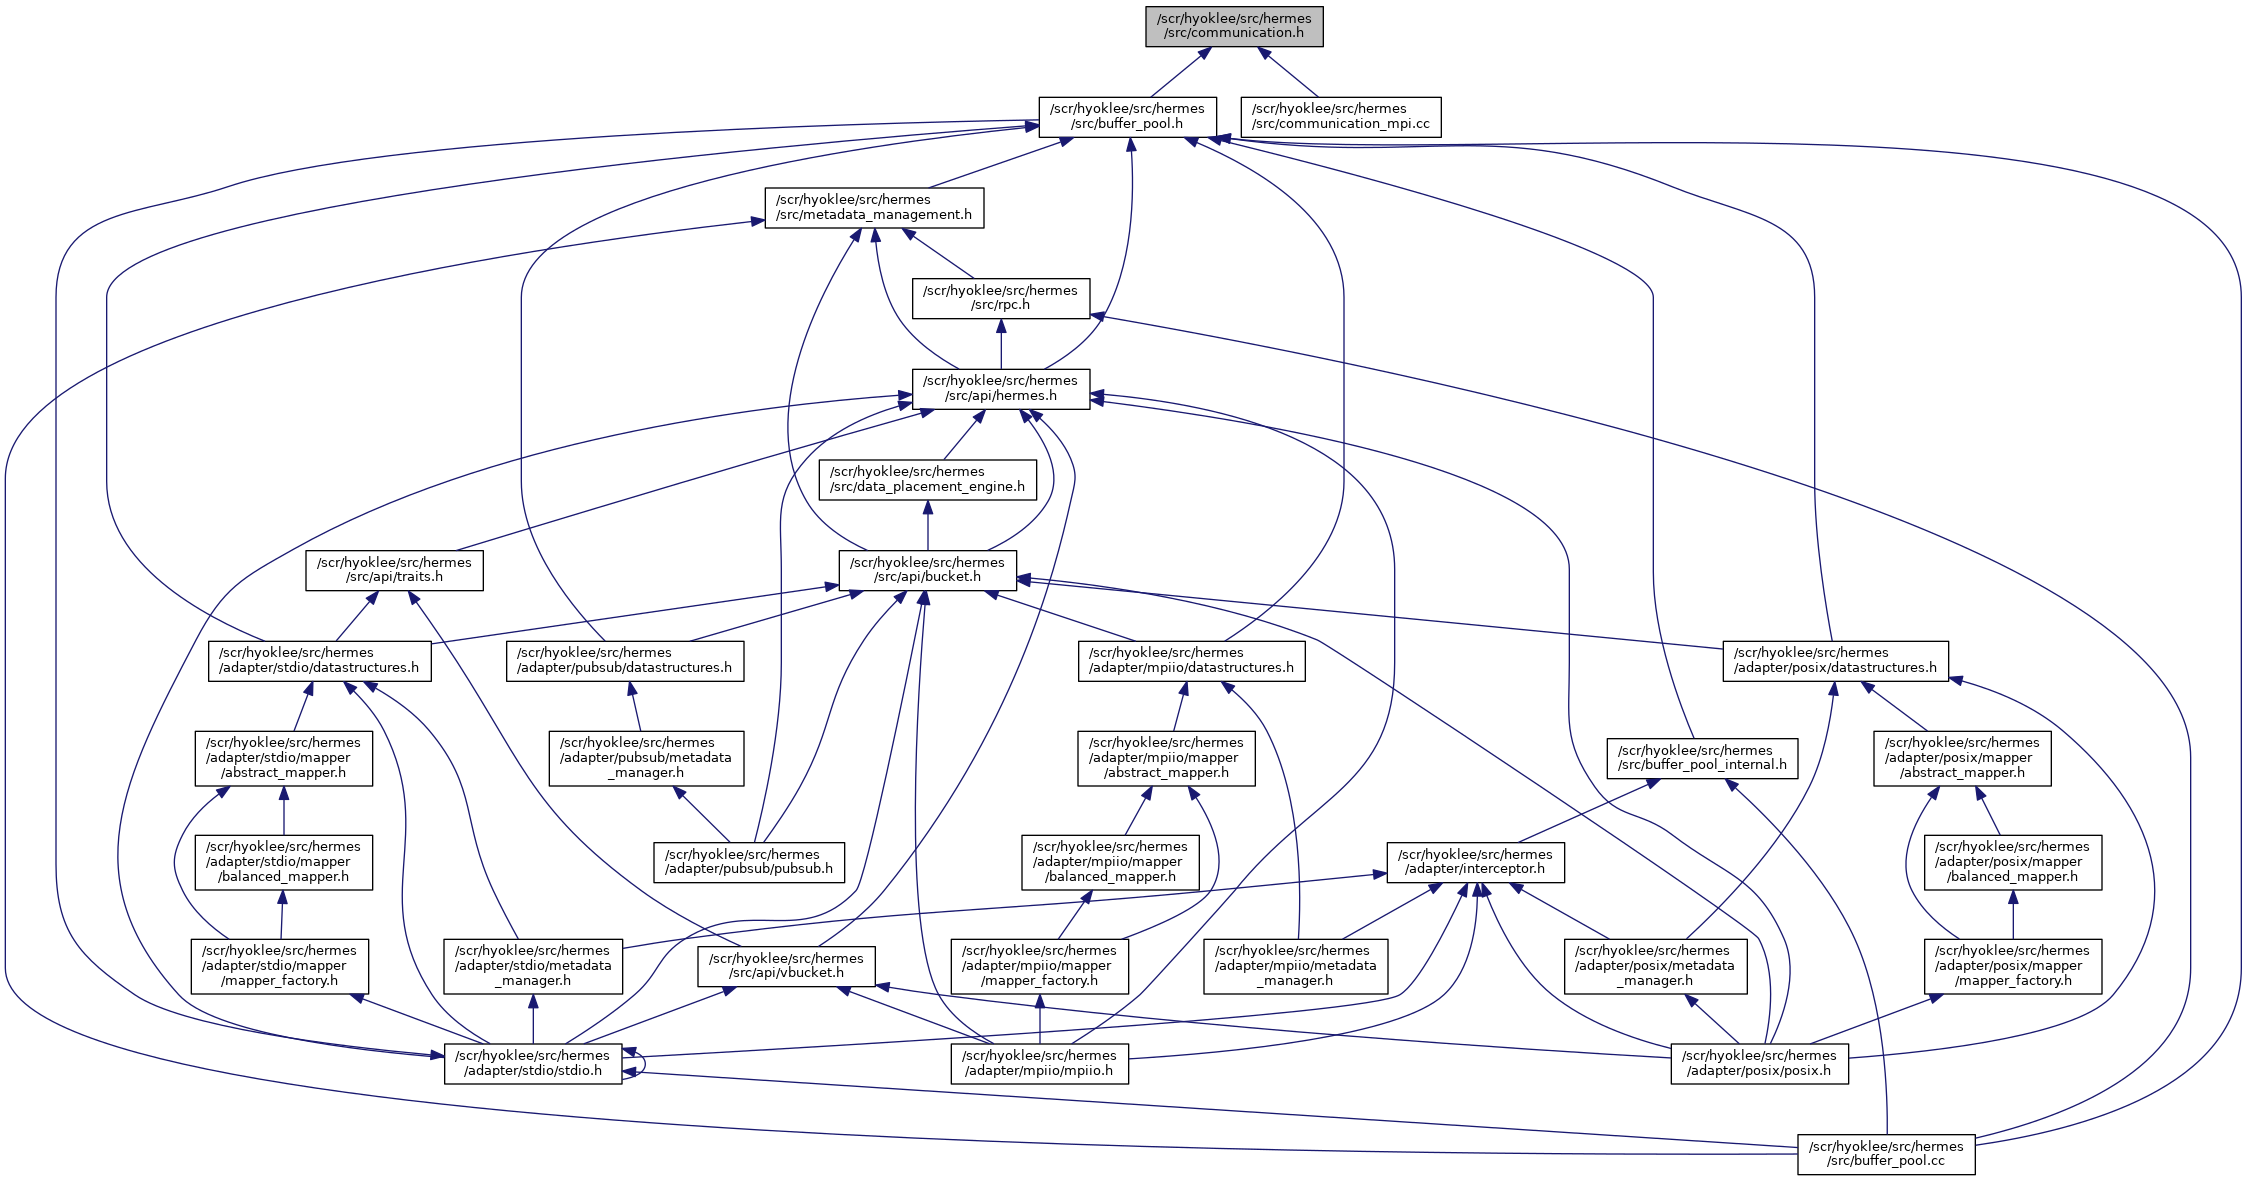 /scr/hyoklee/src/hermes
/src/communication.h
/scr/hyoklee/src/hermes
/src/buffer_pool.h
/scr/hyoklee/src/hermes
/src/communication_mpi.cc
/scr/hyoklee/src/hermes
/src/metadata_management.h
/scr/hyoklee/src/hermes
/src/rpc.h
/scr/hyoklee/src/hermes
/src/api/hermes.h
/scr/hyoklee/src/hermes
/src/data_placement_engine.h
/scr/hyoklee/src/hermes
/src/api/traits.h
/scr/hyoklee/src/hermes
/src/api/bucket.h
/scr/hyoklee/src/hermes
/adapter/stdio/datastructures.h
/scr/hyoklee/src/hermes
/adapter/pubsub/datastructures.h
/scr/hyoklee/src/hermes
/adapter/mpiio/datastructures.h
/scr/hyoklee/src/hermes
/adapter/posix/datastructures.h
/scr/hyoklee/src/hermes
/adapter/stdio/mapper
/abstract_mapper.h
/scr/hyoklee/src/hermes
/adapter/pubsub/metadata
_manager.h
/scr/hyoklee/src/hermes
/adapter/mpiio/mapper
/abstract_mapper.h
/scr/hyoklee/src/hermes
/src/buffer_pool_internal.h
/scr/hyoklee/src/hermes
/adapter/posix/mapper
/abstract_mapper.h
/scr/hyoklee/src/hermes
/adapter/stdio/mapper
/balanced_mapper.h
/scr/hyoklee/src/hermes
/adapter/pubsub/pubsub.h
/scr/hyoklee/src/hermes
/adapter/mpiio/mapper
/balanced_mapper.h
/scr/hyoklee/src/hermes
/adapter/interceptor.h
/scr/hyoklee/src/hermes
/adapter/posix/mapper
/balanced_mapper.h
/scr/hyoklee/src/hermes
/adapter/stdio/mapper
/mapper_factory.h
/scr/hyoklee/src/hermes
/adapter/stdio/metadata
_manager.h
/scr/hyoklee/src/hermes
/src/api/vbucket.h
/scr/hyoklee/src/hermes
/adapter/mpiio/mapper
/mapper_factory.h
/scr/hyoklee/src/hermes
/adapter/mpiio/metadata
_manager.h
/scr/hyoklee/src/hermes
/adapter/posix/metadata
_manager.h
/scr/hyoklee/src/hermes
/adapter/posix/mapper
/mapper_factory.h
/scr/hyoklee/src/hermes
/adapter/stdio/stdio.h
/scr/hyoklee/src/hermes
/adapter/mpiio/mpiio.h
/scr/hyoklee/src/hermes
/adapter/posix/posix.h
/scr/hyoklee/src/hermes
/src/buffer_pool.cc